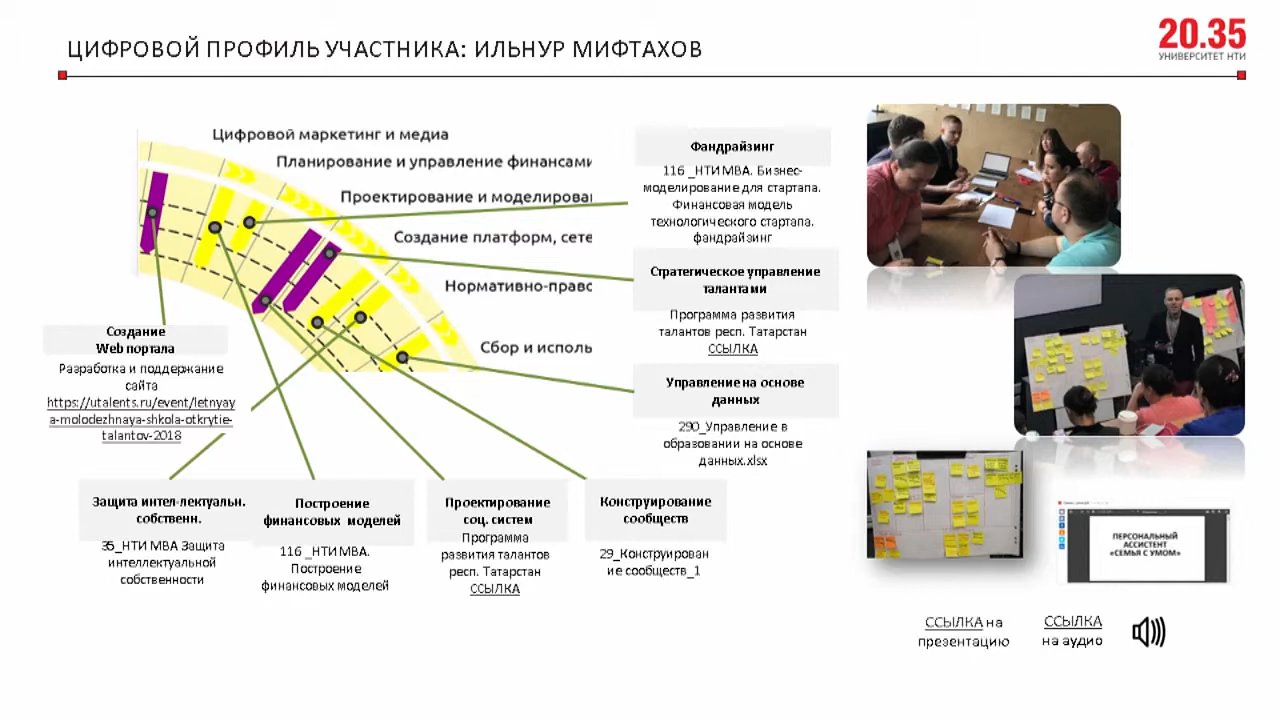 ЦИФРОВОЙ ПРОФИЛЬ УЧАСТНИКА: ИЛЬНУР МИФТАХОВ
20.35
УНИВЕРСИТЕТ НТИ
Цифровой маркетинг и медиа
Планирование и управление финансами
Проектирование и моделирова
Создание платформ, сете
Нормативно-право
Сбор и исполь
Фандрайзинг
116 _НТИ МВА. Бизнес-
моделирование для стартапа.
Финансовая модель
технологического стартапа.
фандрайзинг
Стратегическое управление
талантами
Программа развития
талантов респ. Татарстан
ССЫЛКА
Управление на основе
данных
290_Управление в
образовании на основе
данных.xlsx
Создание
Web портала
Разработка и поддержание
сайта
https://utalents.ru/event/letnyay
a-molodezhnaya-shkola-otkrytie-
talantov-2018
Защита интел-лектуальн.
собственн.
35_НТИ МВА Защита
интеллектуальной
собственности
Построение
финансовых моделей
116 _НТИ МВА.
Построение
финансовых моделей
Проектирование
соц. систем
Программа
развития талантов
респ. Татарстан
ССЫЛКА
Конструирование
сообществ
29_Конструирован
ие сообществ_1
ПЕРСОНАЛЬНЫЙ
АССИСТЕНТ
«СЕМЬЯ С УМОМ»
ССЫЛКА на
презентацию
ССЫЛКА
на аудио